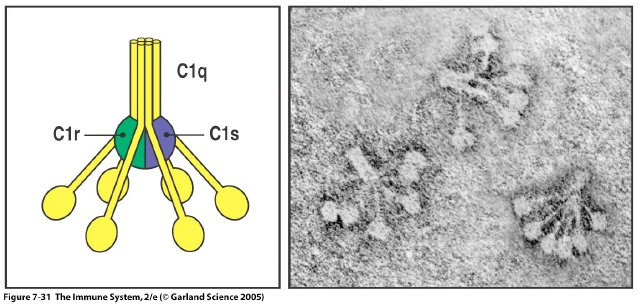 C1q
C1r
C1s
Figure 7-31 The Immune System, 2/e (© Garland Science 2005)